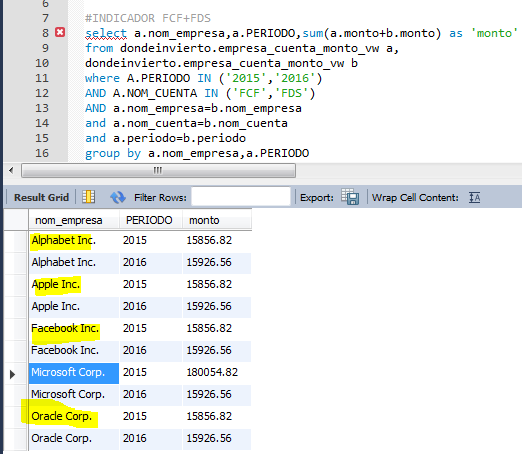 6
7 #INDICADOR FCF+FDS
8 select a.nom_empresa,a.PERIODO,sum(a.monto+b.monto) as 'monto'
9 from dondeinvierto.empresa_cuenta_monto_vw a,
10 dondeinvierto.empresa_cuenta_monto_vw b
11 where A.PERIODO IN ('2015','2016')
12 AND A.NOM_CUENTA IN ('FCF','FDS')
13 AND a.nom_empresa=b.nom_empresa
14 and a.nom_cuenta=b.nom_cuenta
15 and a.periodo=b.periodo
16 group by a.nom_empresa,a.PERIODO
Result Grid Filter Rows: Export: Wrap Cell Content: IA
nom_empresa PERIODO monto
Alphabet Inc. 2015 15856.82
Alphabet Inc. 2016 15926.56
Apple Inc. 2015 15856.82
Apple Inc. 2016 15926.56
Facebook Inc. 2015 15856.82
Facebook Inc. 2016 15926.56
Microsoft Corp. 2015 180054.82
Microsoft Corp. 2016 15926.56
Oracle Corp. 2015 15856.82
Oracle Corp. 2016 15926.56